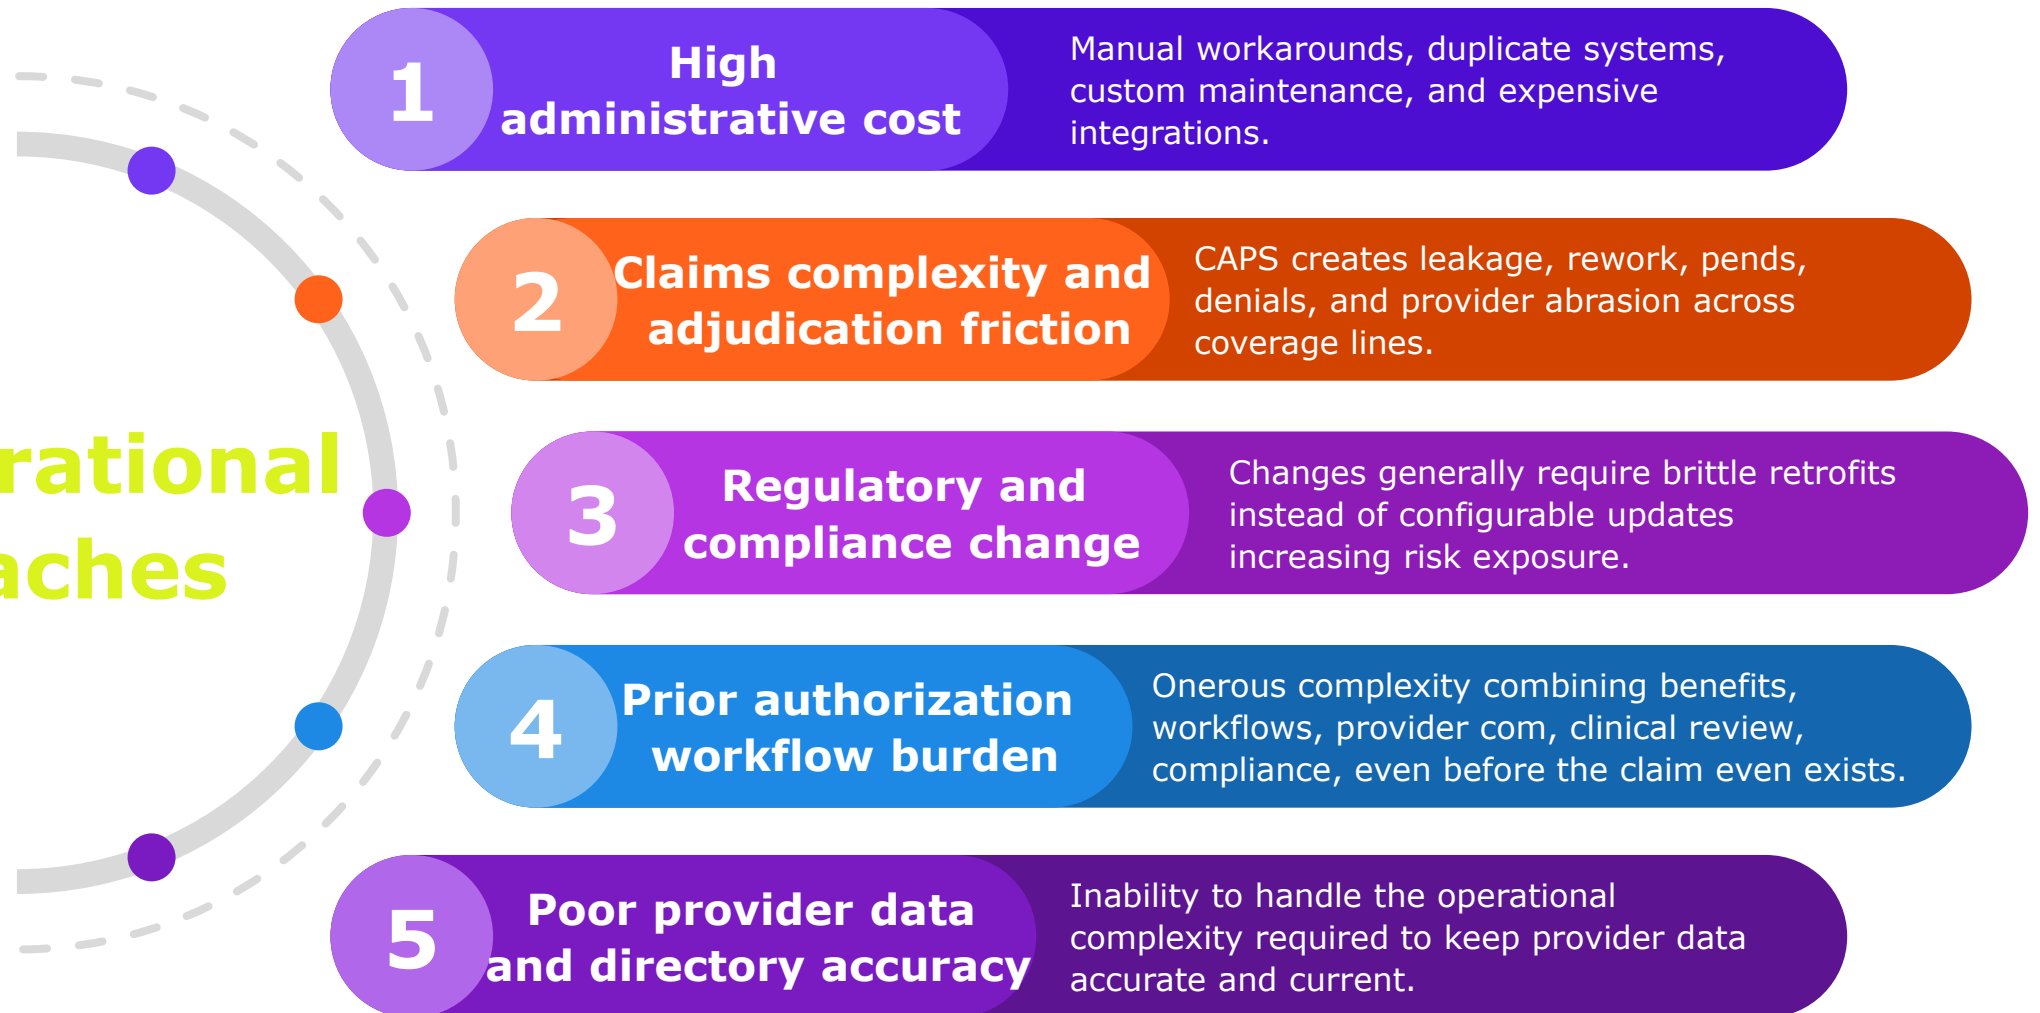 1
High
administrative cost
Manual workarounds, duplicate systems,
custom maintenance, and expensive
integrations.
2
Claims complexity and
adjudication friction
CAPS creates leakage, rework, pends,
denials, and provider abrasion across
coverage lines.
rational
aches
3
Regulatory and
compliance change
Changes generally require brittle retrofits
instead of configurable updates
increasing risk exposure.
4
Prior authorization
workflow burden
Onerous complexity combining benefits,
workflows, provider com, clinical review,
compliance, even before the claim even exists.
5
Poor provider data
and directory accuracy
Inability to handle the operational
complexity required to keep provider data
accurate and current.